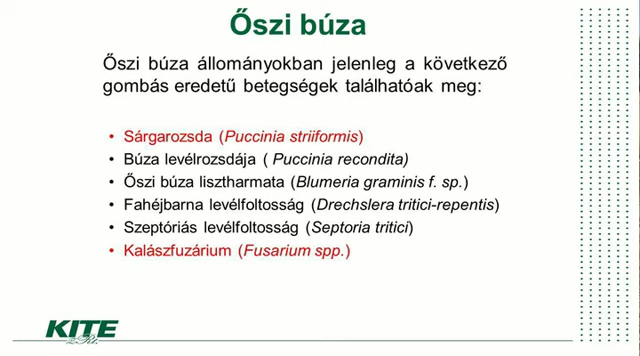 Őszi búza
Őszi búza állományokban jelenleg a következő
gombás eredetű betegségek találhatóak meg:
• Sárgarozsda (Puccinia striiformis)
• Búza levélrozsdája ( Puccinia recondita)
• Őszi búza lisztharmata (Blumeria graminis f. sp.)
• Fahéjbarna levélfoltosság (Drechslera tritici-repentis)
• Szeptóriás levélfoltosság (Septoria tritici)
• Kalászfuzárium (Fusarium spp.)
KITE
Zrt.